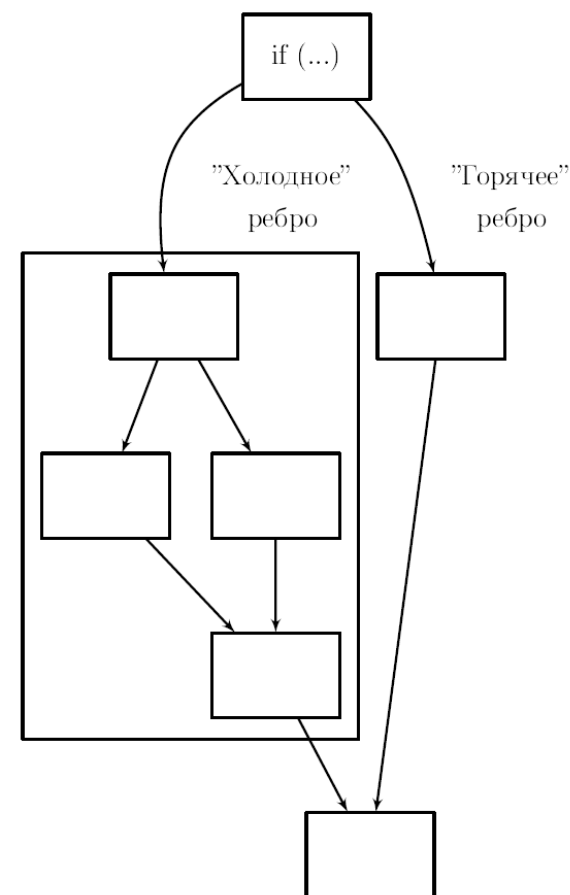 if (...)
"Холодное"
ребро
"Горячее"
ребро